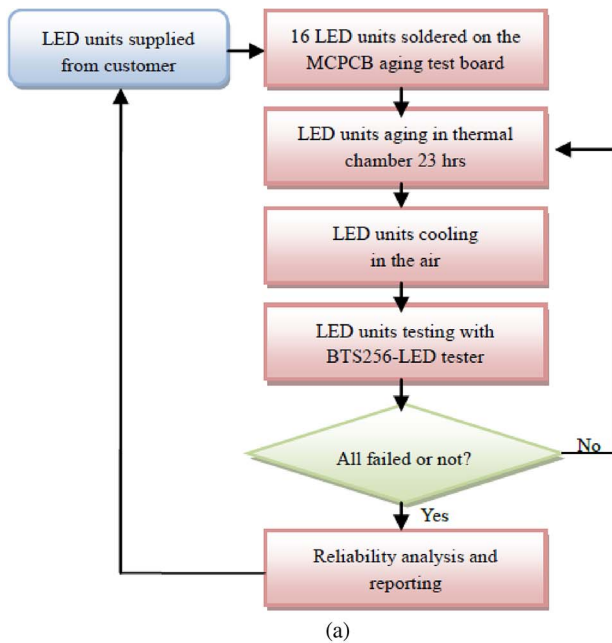 LED units supplied
from customer
16 LED units soldered on the
MCPCB aging test board
LED units aging in thermal
chamber 23 hrs
LED units cooling
in the air
LED units testing with
BTS256-LED tester
All failed or not?
No
Yes
Reliability analysis and
reporting
(a)